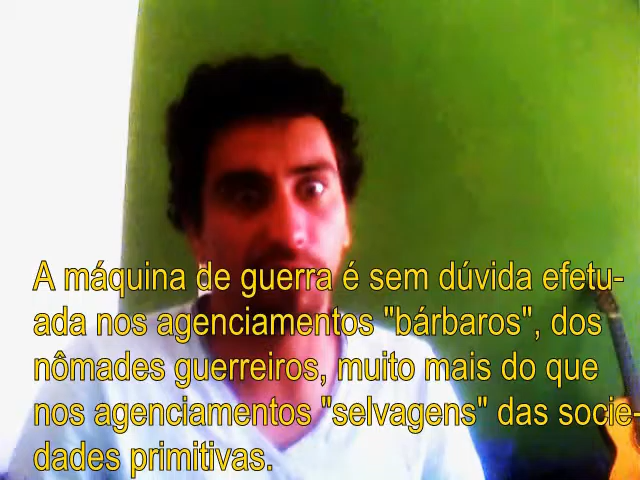 A máquina de guerra é sem dúvida efetu-
ada nos agenciamentos "bárbaros", dos
nômades guerreiros, muito mais do que
nos agenciamentos "selvagens" das socie-
dades primitivas.